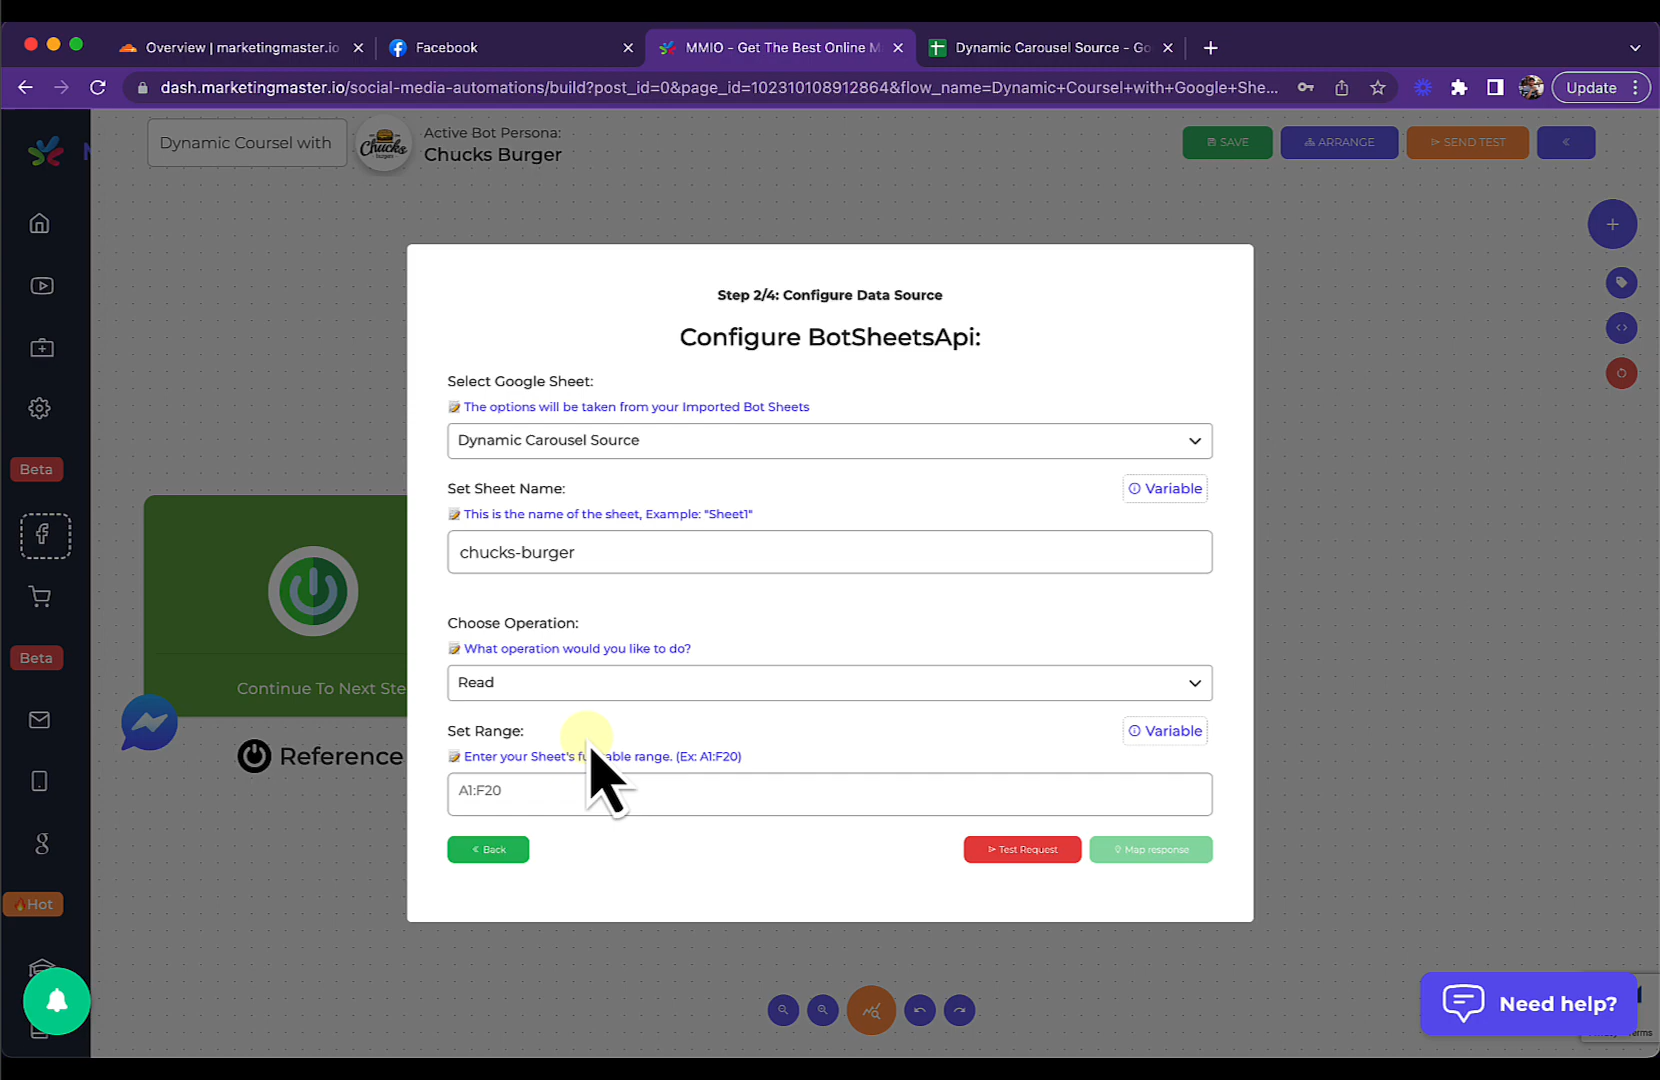 Overview | marketingmaster.io
Facebook
MMIO - Get The Best Online M
Dynamic Carousel Source - Go
dash.marketingmaster.io/social-media-automations/build?post_id=0&page_id=102310108912864&flow_name=Dynamic+Coursel+with+Google+She...
Update
Dynamic Coursel with
Chucks
Active Bot Persona:
Chucks Burger
SAVE
ARRANGE
SEND TEST
Step 2/4: Configure Data Source
Configure BotSheetsApi:
Select Google Sheet:
The options will be taken from your Imported Bot Sheets
Dynamic Carousel Source
Set Sheet Name:
Variable
This is the name of the sheet, Example: "Sheet1"
chucks-burger
Choose Operation:
What operation would you like to do?
Read
Set Range:
Variable
Enter your Sheet's range. (Ex: A1:F20)
A1:F20
« Back
Test Request
Map response
Beta
Beta
Hot
Continue To Next Ste
Reference
Need help?